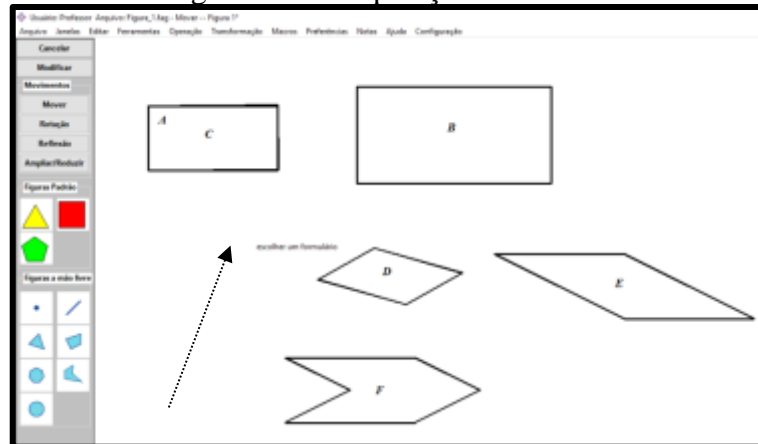 Usuário: Professor Arquivo: Figura_1.fag - Mover -- Figura 1*
Arquivo Janelas Editar Ferramentas Operação Transformação Macros Preferências Notas Ajuda Configuração
Cancelar
Modificar
Movimentos
Mover
Rotação
Reflexão
Ampliar/Reduzir
Figuras Padrão
Figuras a mão livre
A
C
B
escolher um formulário
D
E
F